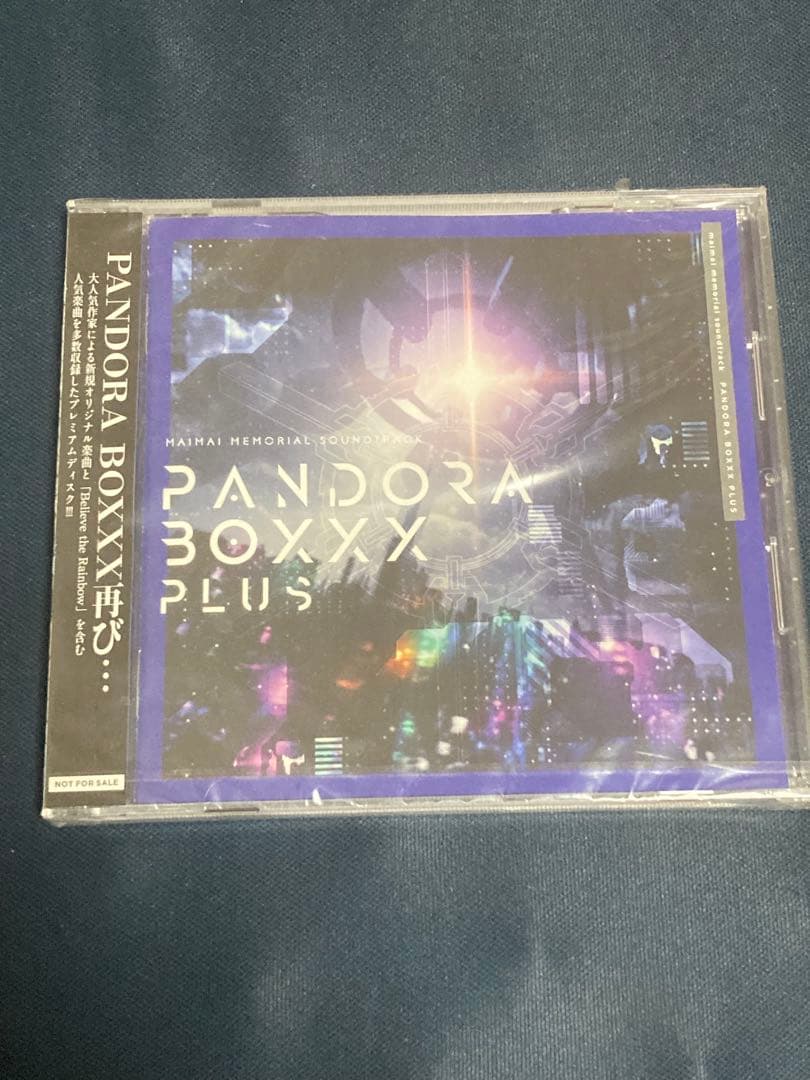 PANDORA BOXXX再び…
大人気作家による新規オリジナル楽曲と「Believe the Rainbow」を含む
人気楽曲を多数収録したプレミアムディスク!!!
NOT FOR SALE
MAIMAI MEMORIAL SOUNDTRACK
PANDORA
BOXXX
PLUS
maimai memorial soundtrack PANDORA BOXXX PLUS